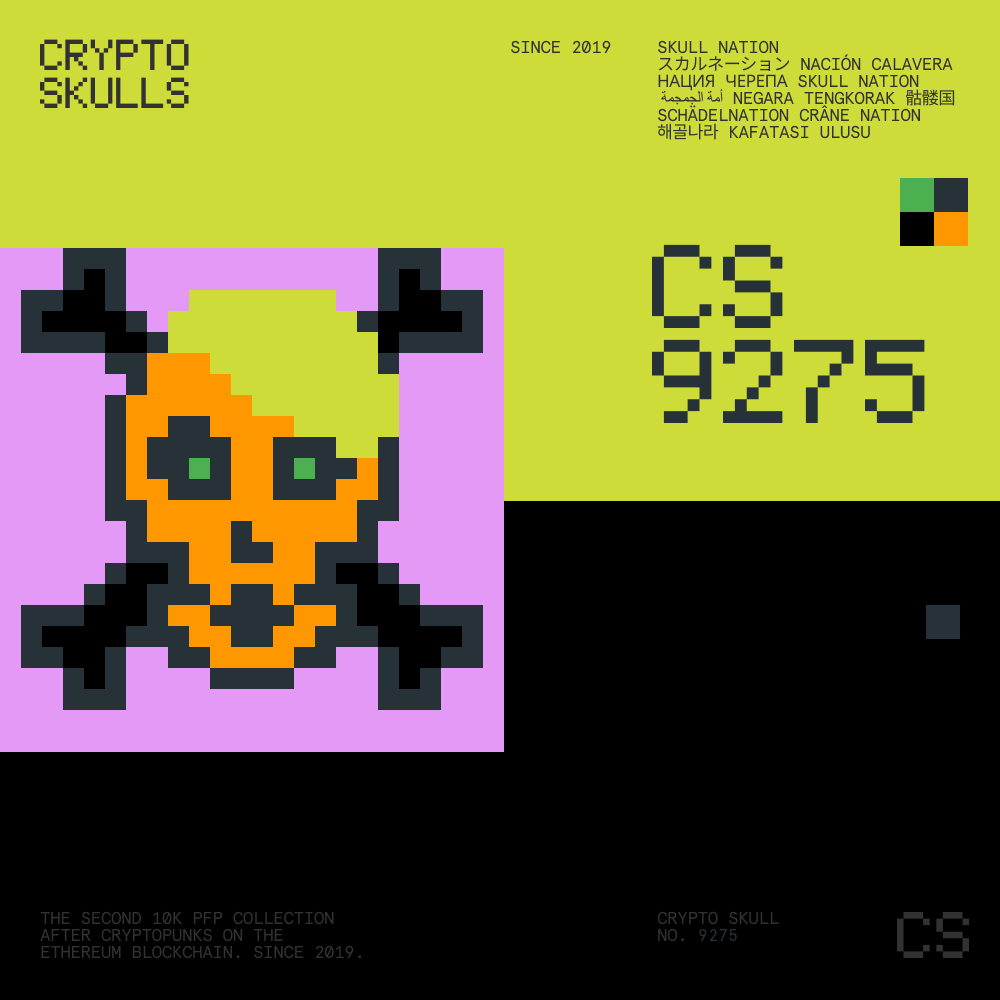 CRYPTO
SKULLS
SINCE 2019
SKULL NATION
スカルネーション NACIÓN CALAVERA
НАЦИЯ ЧЕРЕПА SKULL NATION
أمة الجمجمة NEGARA TENGKORAK 骷髅国
SCHÄDELNATION CRÂNE NATION
해골나라 KAFATASI ULUSU
CS
9275
THE SECOND 10K PFP COLLECTION
AFTER CRYPTOPUNKS ON THE
ETHEREUM BLOCKCHAIN. SINCE 2019.
CRYPTO SKULL
NO. 9275
CS